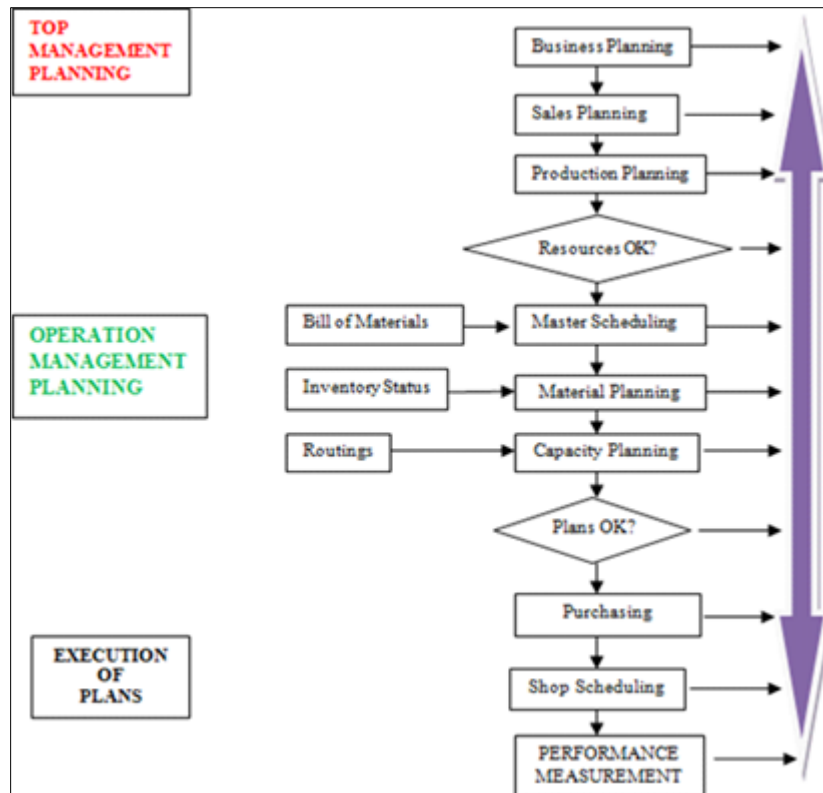 TOP
MANAGEMENT
PLANNING
Business Planning
Sales Planning
Production Planning
Resources OK?
OPERATION
MANAGEMENT
PLANNING
Bill of Materials
Master Scheduling
Inventory Status
Material Planning
Routings
Capacity Planning
Plans OK?
Purchasing
EXECUTION
OF
PLANS
Shop Scheduling
PERFORMANCE
MEASUREMENT